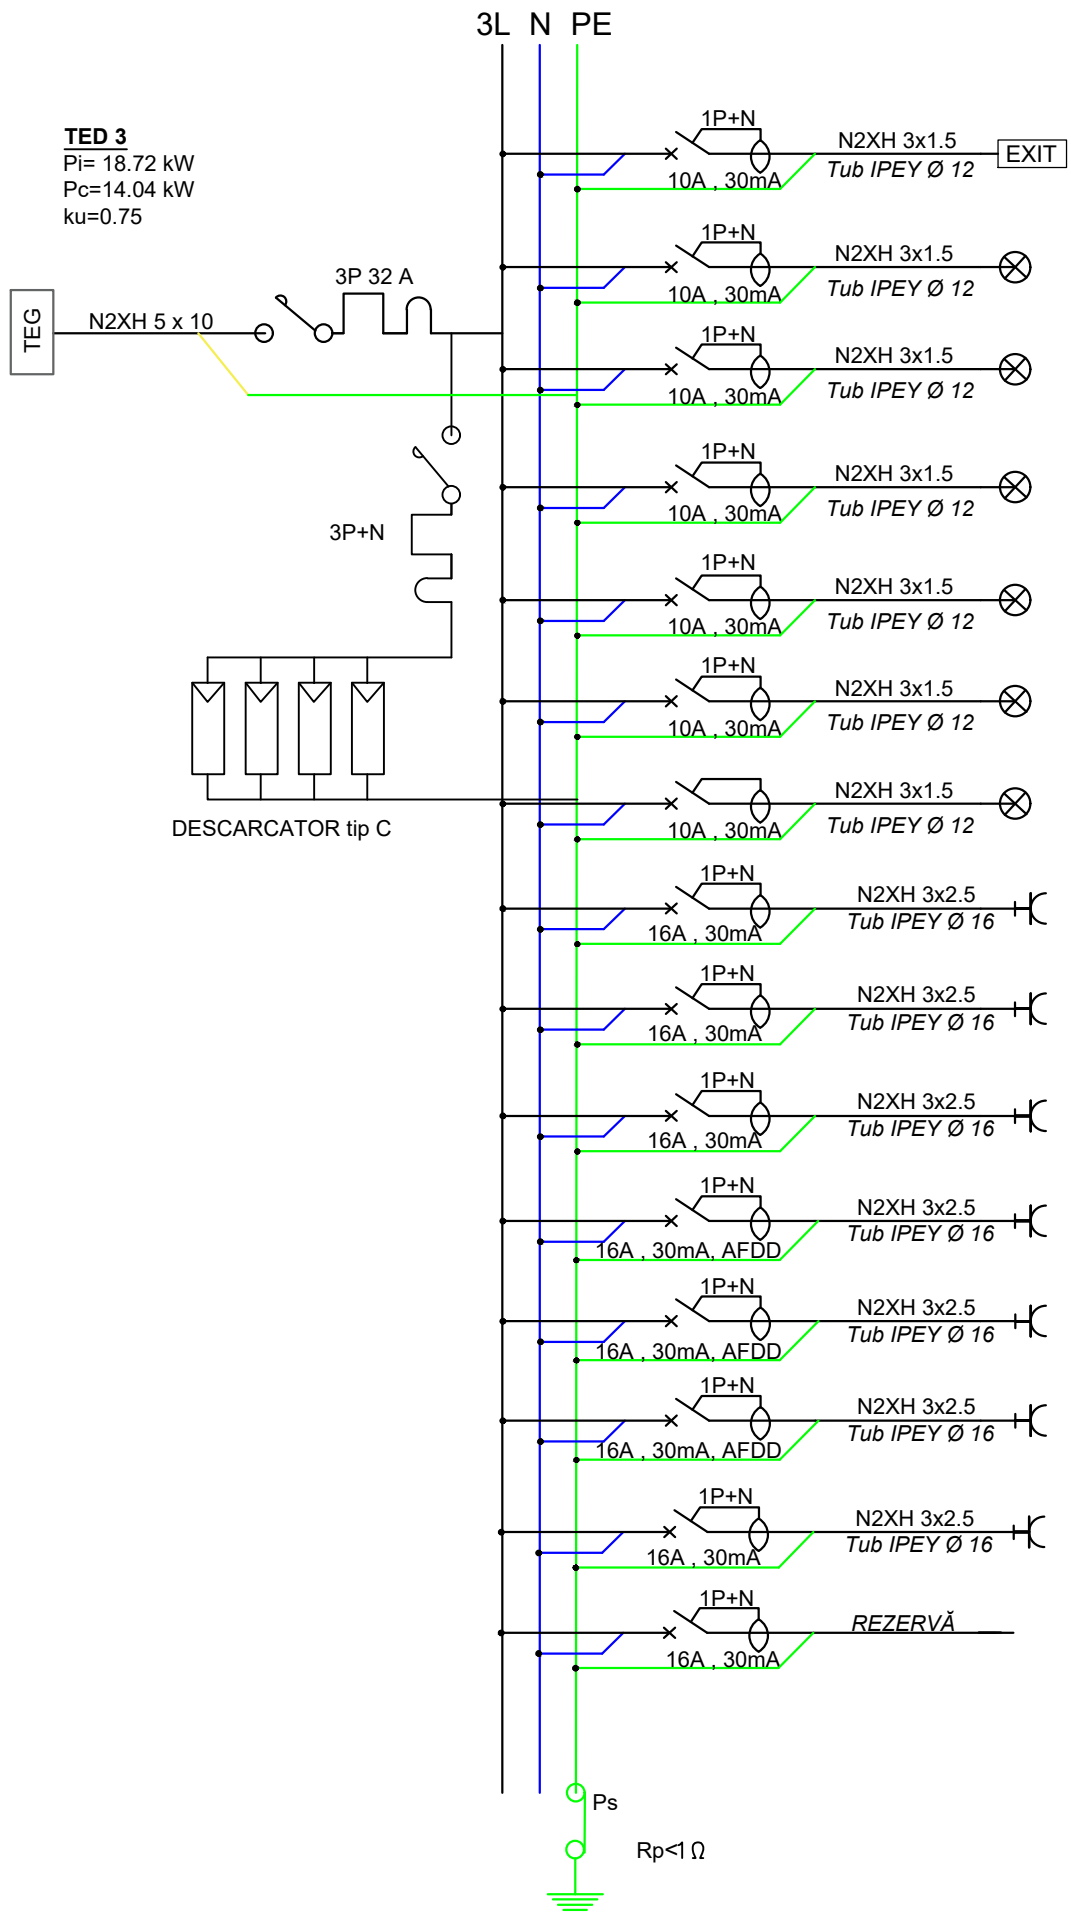 3L N PE
TED 3
Pi= 18.72 kW
Pc=14.04 kW
ku=0.75
TEG
N2XH 5 x 10
3P 32 A
3P+N
DESCARCATOR tip C
1P+N
10A , 30mA
N2XH 3x1.5
Tub IPEY Ø 12
EXIT
1P+N
10A , 30mA
N2XH 3x1.5
Tub IPEY Ø 12
1P+N
10A , 30mA
N2XH 3x1.5
Tub IPEY Ø 12
1P+N
10A , 30mA
N2XH 3x1.5
Tub IPEY Ø 12
1P+N
10A , 30mA
N2XH 3x1.5
Tub IPEY Ø 12
1P+N
10A , 30mA
N2XH 3x1.5
Tub IPEY Ø 12
10A , 30mA
N2XH 3x1.5
Tub IPEY Ø 12
1P+N
16A , 30mA
N2XH 3x2.5
Tub IPEY Ø 16
1P+N
16A , 30mA
N2XH 3x2.5
Tub IPEY Ø 16
1P+N
16A , 30mA
N2XH 3x2.5
Tub IPEY Ø 16
1P+N
16A , 30mA, AFDD
N2XH 3x2.5
Tub IPEY Ø 16
1P+N
16A , 30mA, AFDD
N2XH 3x2.5
Tub IPEY Ø 16
1P+N
16A , 30mA, AFDD
N2XH 3x2.5
Tub IPEY Ø 16
1P+N
16A , 30mA
N2XH 3x2.5
Tub IPEY Ø 16
1P+N
16A , 30mA
REZERVĂ
Ps
Rp<1 Ω